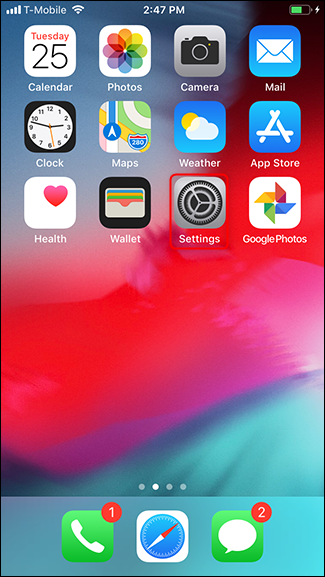 T-Mobile 2:47 PM
Tuesday
25
280
Calendar Photos Camera Mail
Clock Maps Weather App Store
Health Wallet Settings Google Photos
1 2